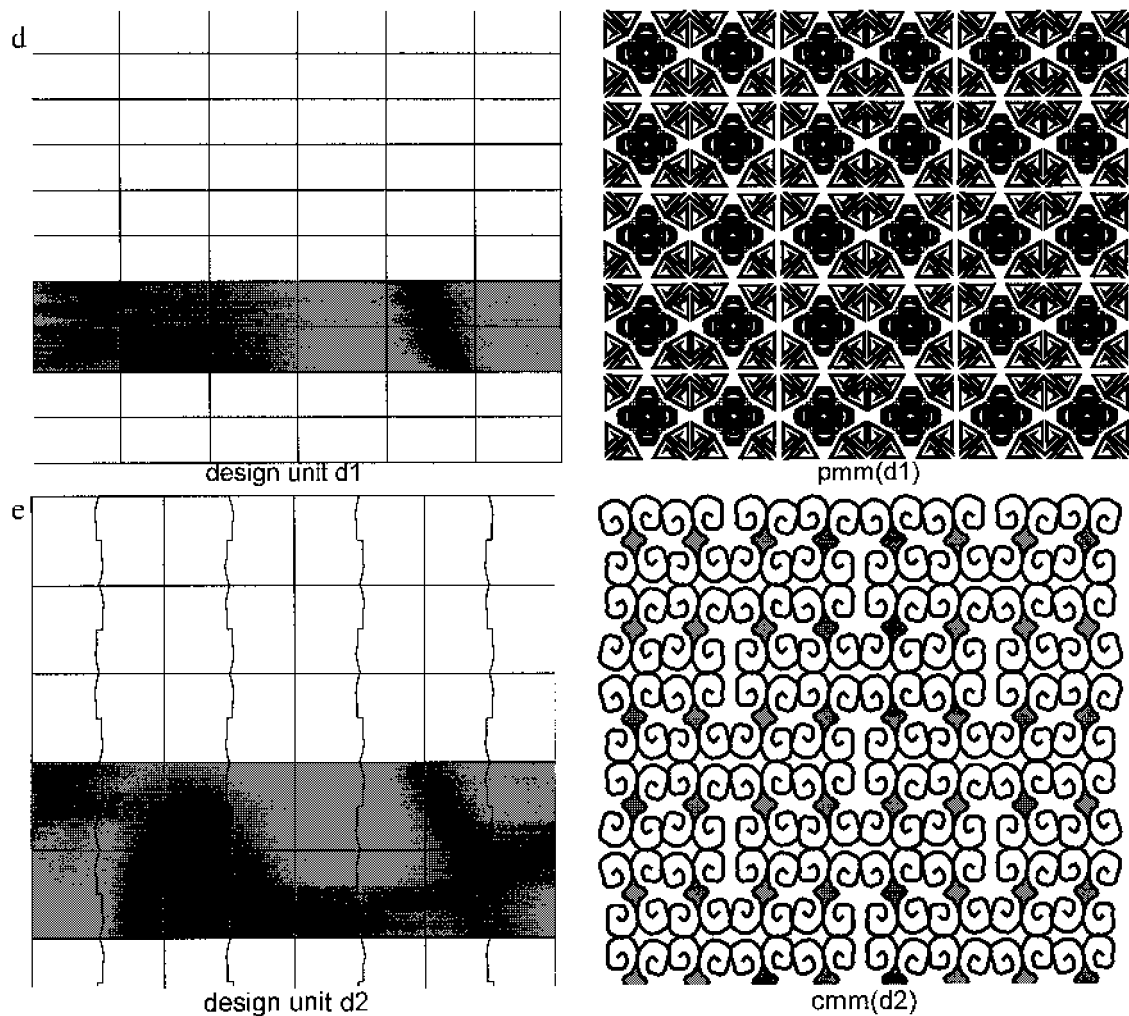 d
design unit d1
pmm(d1)
e
design unit d2
cmm(d2)